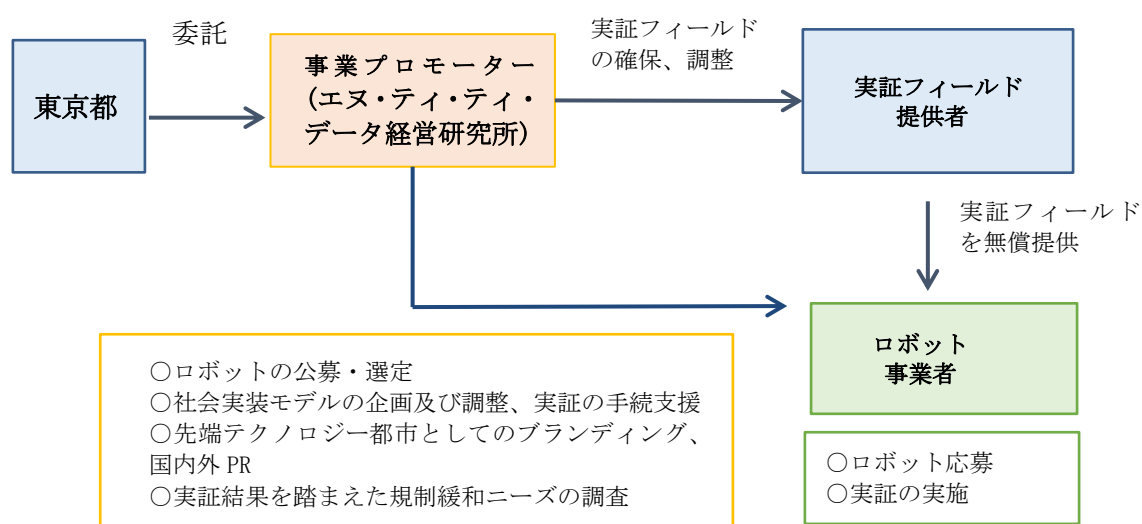 東京都
委託
事業プロモーター
(エヌ・ティ・ティ・
データ経営研究所)
実証フィールド
の確保、調整
実証フィールド
提供者
実証フィールド
を無償提供
ロボット
事業者
○ロボットの公募・選定
○社会実装モデルの企画及び調整、実証の手続支援
○先端テクノロジー都市としてのブランディング、
国内外 PR
○実証結果を踏まえた規制緩和ニーズの調査
○ロボット応募
○実証の実施